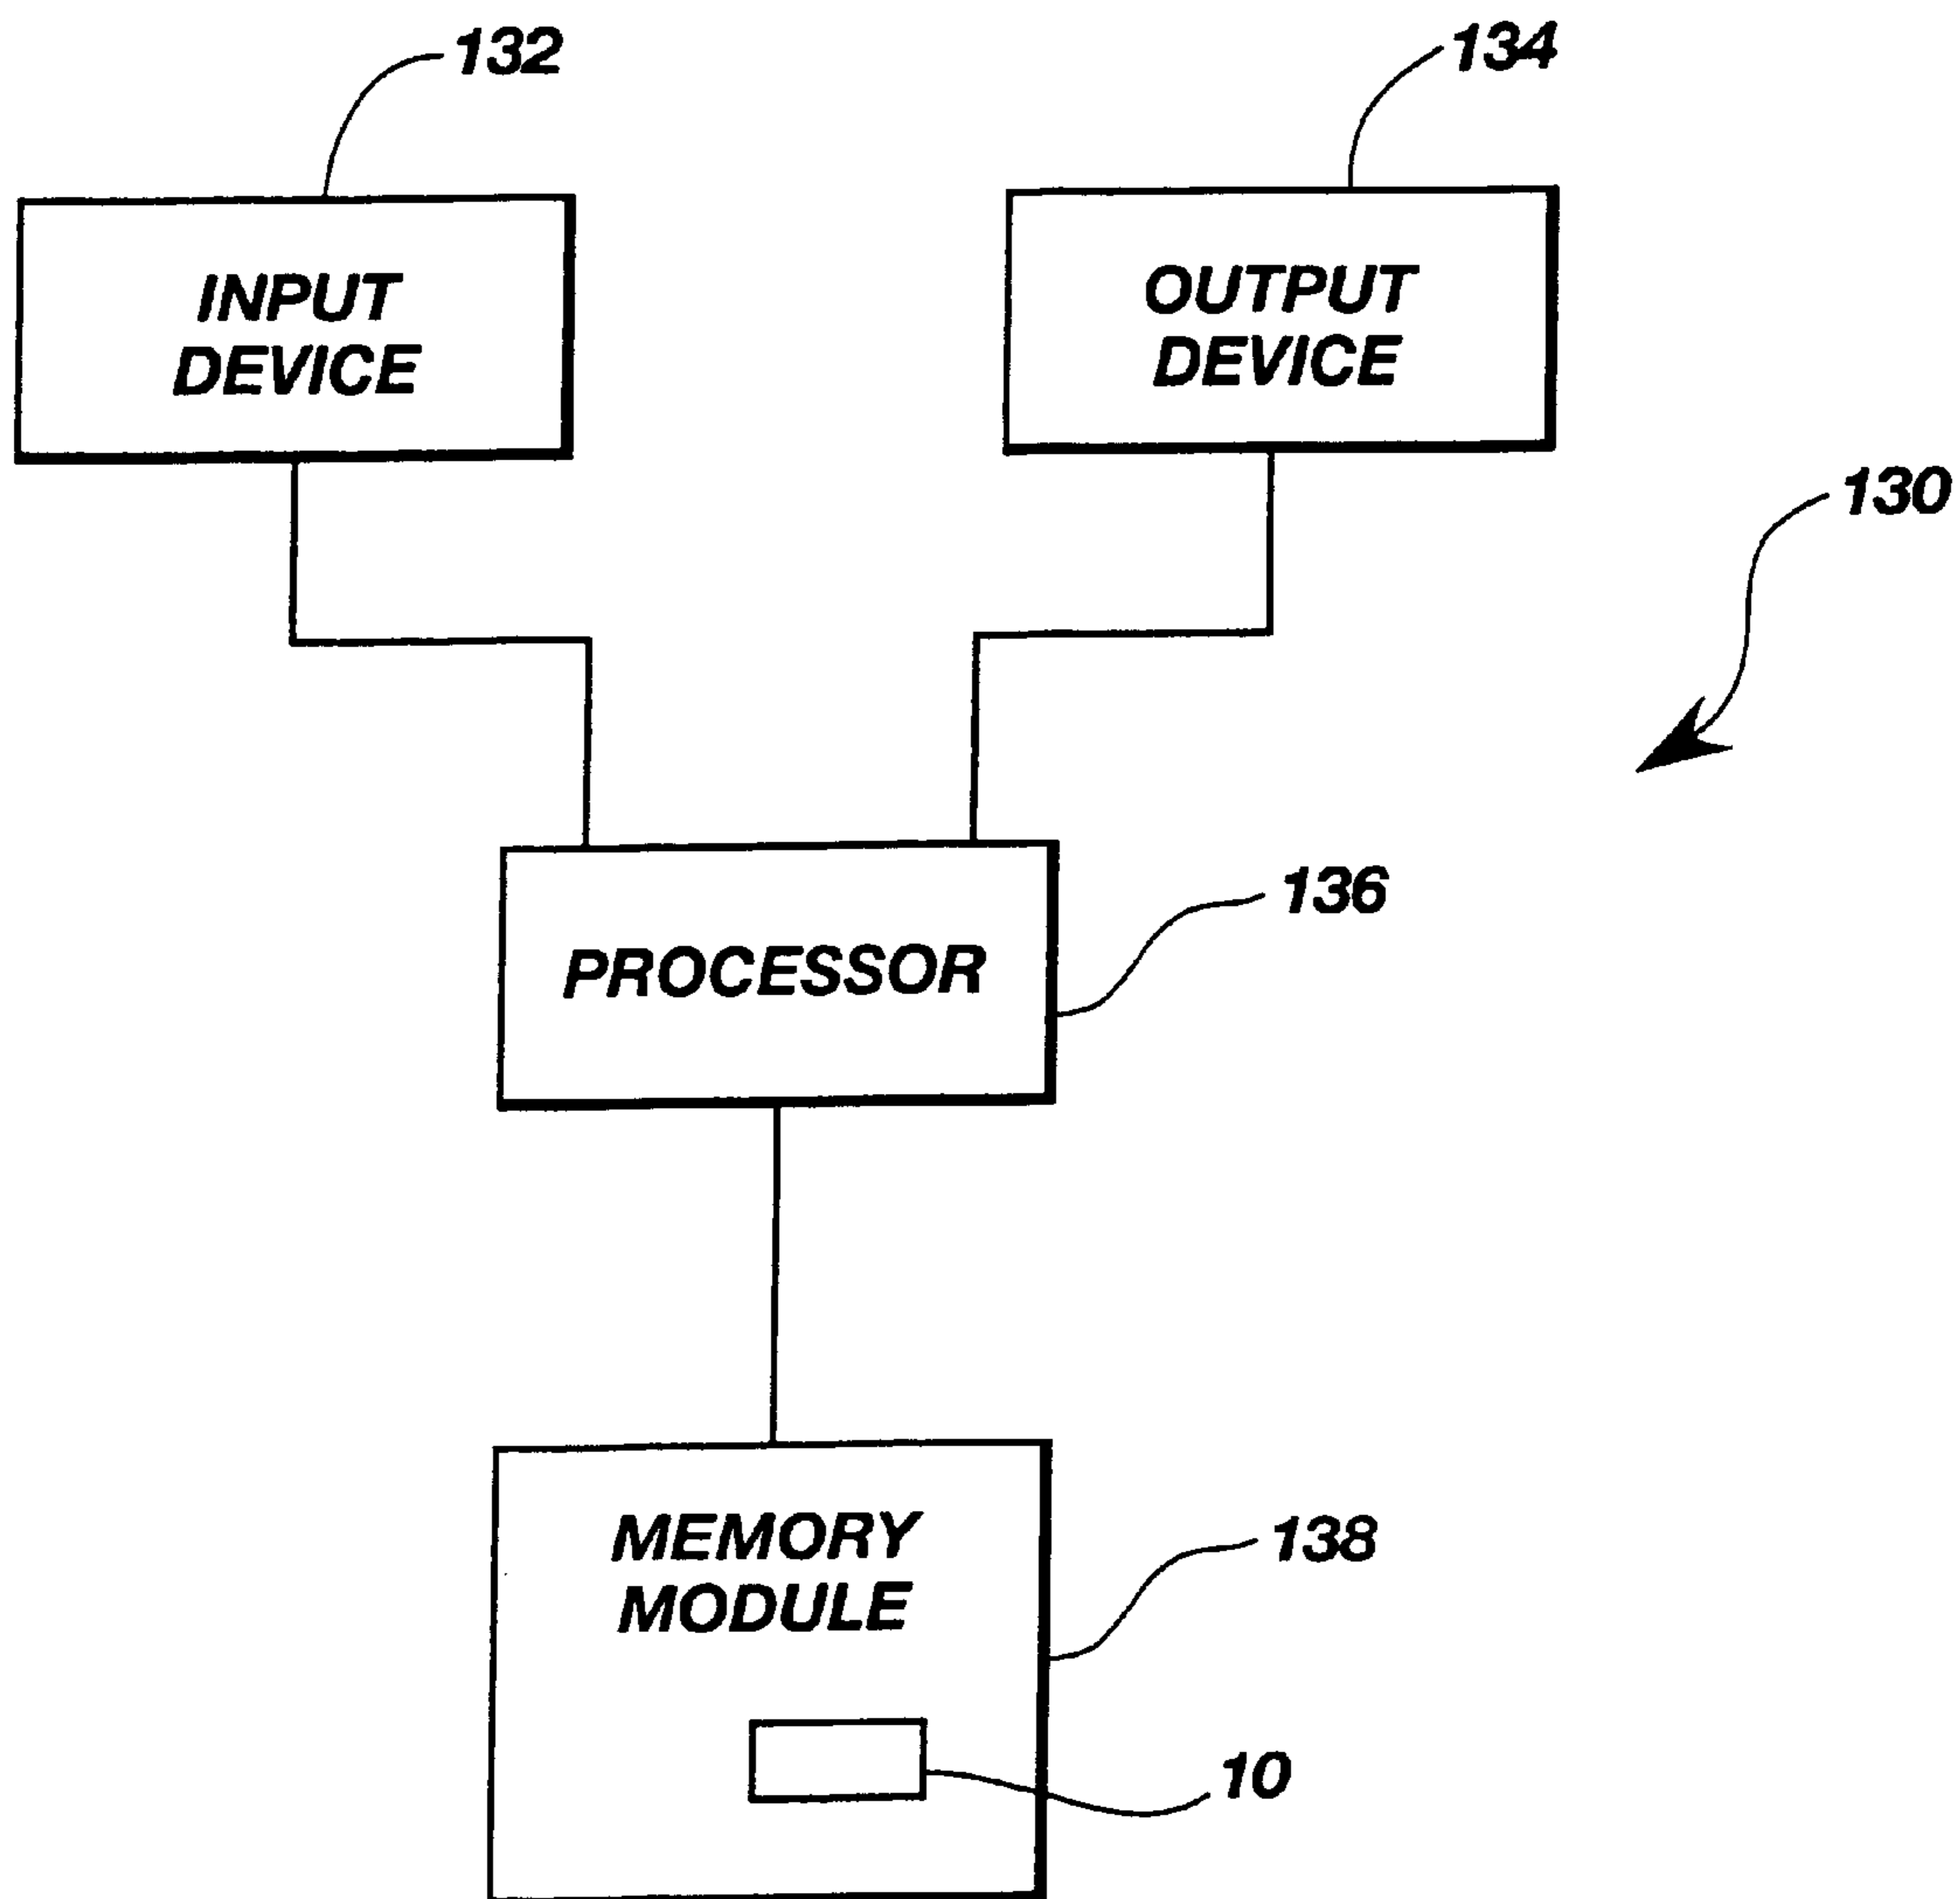 132
134
INPUT
DEVICE
OUTPUT
DEVICE
130
136
PROCESSOR
MEMORY
MODULE
138
10